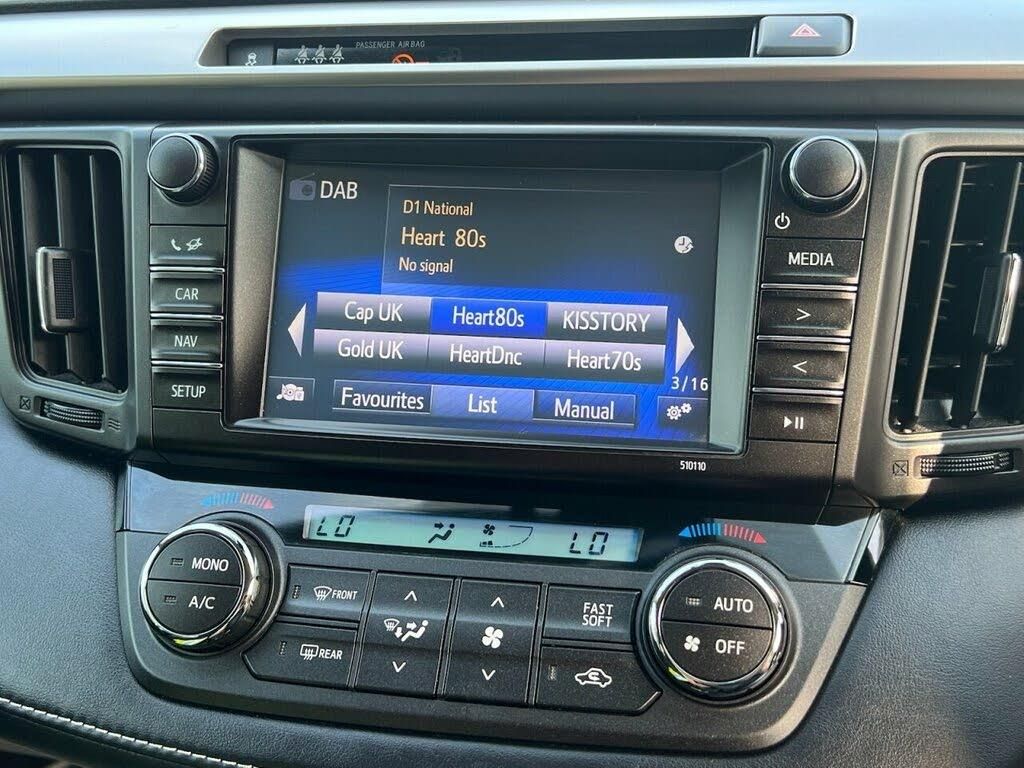 PASSENGER AIR BAG
DAB
D1 National
Heart 80s
No signal
Cap UK Heart80s KISSTORY
Gold UK HeartDnc Heart70s
3/16
Favourites List Manual
CAR
NAV
SETUP
MEDIA
>
<
510110
LO LO
MONO
A/C
FRONT
REAR
FAST
SOFT
AUTO
OFF